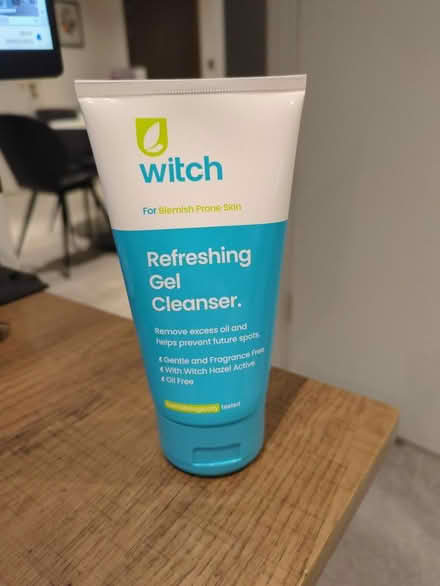 witch
For Blemish Prone Skin
Refreshing
Gel
Cleanser.
Remove excess oil and
helps prevent future spots.
Gentle and Fragrance Free
With Witch Hazel Active
Oil Free
Dermatologically tested